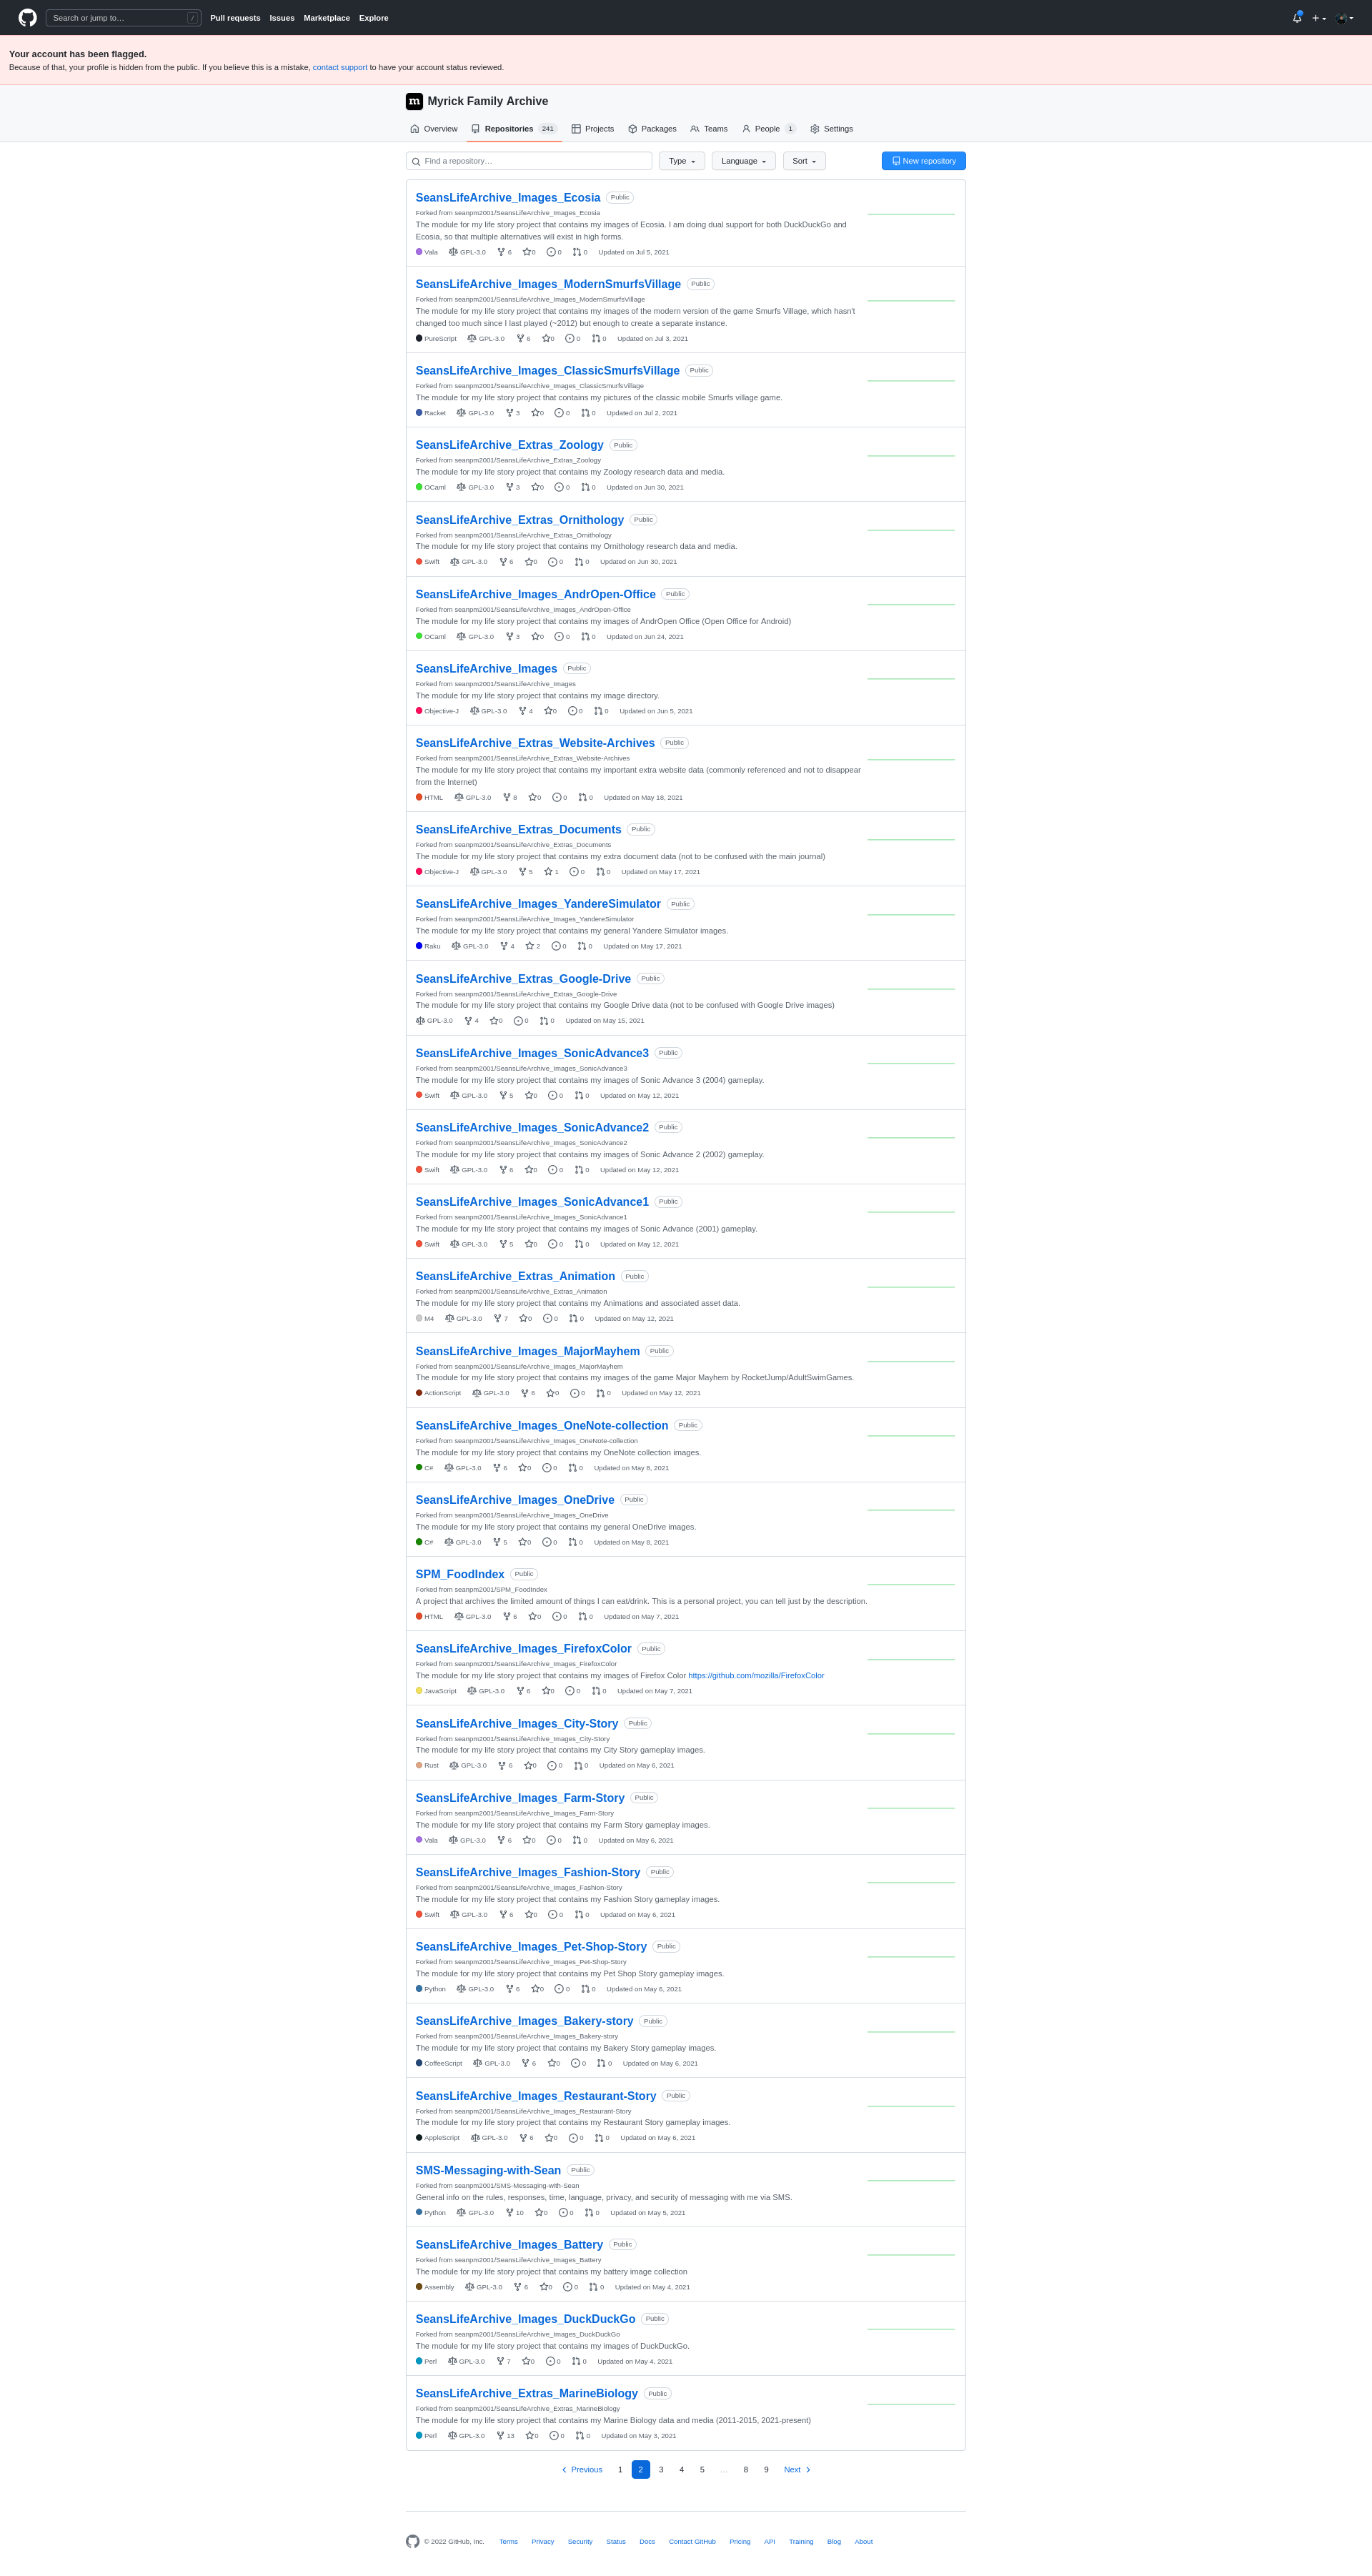 Search or jump to… /
Pull requests Issues Marketplace Explore
Your account has been flagged.
Because of that, your profile is hidden from the public. If you believe this is a mistake, contact support to have your account status reviewed.
m Myrick Family Archive
Overview Repositories 241 Projects Packages Teams People 1 Settings
Find a repository… Type Language Sort New repository
SeansLifeArchive_Images_Ecosia Public
Forked from seanpm2001/SeansLifeArchive_Images_Ecosia
The module for my life story project that contains my images of Ecosia. I am doing dual support for both DuckDuckGo and
Ecosia, so that multiple alternatives will exist in high forms.
Vala GPL-3.0 6 0 0 0 Updated on Jul 5, 2021
SeansLifeArchive_Images_ModernSmurfsVillage Public
Forked from seanpm2001/SeansLifeArchive_Images_ModernSmurfsVillage
The module for my life story project that contains my images of the modern version of the game Smurfs Village, which hasn't
changed too much since I last played (~2012) but enough to create a separate instance.
PureScript GPL-3.0 6 0 0 0 Updated on Jul 3, 2021
SeansLifeArchive_Images_ClassicSmurfsVillage Public
Forked from seanpm2001/SeansLifeArchive_Images_ClassicSmurfsVillage
The module for my life story project that contains my pictures of the classic mobile Smurfs village game.
Racket GPL-3.0 3 0 0 0 Updated on Jul 2, 2021
SeansLifeArchive_Extras_Zoology Public
Forked from seanpm2001/SeansLifeArchive_Extras_Zoology
The module for my life story project that contains my Zoology research data and media.
OCaml GPL-3.0 3 0 0 0 Updated on Jun 30, 2021
SeansLifeArchive_Extras_Ornithology Public
Forked from seanpm2001/SeansLifeArchive_Extras_Ornithology
The module for my life story project that contains my Ornithology research data and media.
Swift GPL-3.0 6 0 0 0 Updated on Jun 30, 2021
SeansLifeArchive_Images_AndrOpen-Office Public
Forked from seanpm2001/SeansLifeArchive_Images_AndrOpen-Office
The module for my life story project that contains my images of AndrOpen Office (Open Office for Android)
OCaml GPL-3.0 3 0 0 0 Updated on Jun 24, 2021
SeansLifeArchive_Images Public
Forked from seanpm2001/SeansLifeArchive_Images
The module for my life story project that contains my image directory.
Objective-J GPL-3.0 4 0 0 0 Updated on Jun 5, 2021
SeansLifeArchive_Extras_Website-Archives Public
Forked from seanpm2001/SeansLifeArchive_Extras_Website-Archives
The module for my life story project that contains my important extra website data (commonly referenced and not to disappear
from the Internet)
HTML GPL-3.0 8 0 0 0 Updated on May 18, 2021
SeansLifeArchive_Extras_Documents Public
Forked from seanpm2001/SeansLifeArchive_Extras_Documents
The module for my life story project that contains my extra document data (not to be confused with the main journal)
Objective-J GPL-3.0 5 1 0 0 Updated on May 17, 2021
SeansLifeArchive_Images_YandereSimulator Public
Forked from seanpm2001/SeansLifeArchive_Images_YandereSimulator
The module for my life story project that contains my general Yandere Simulator images.
Raku GPL-3.0 4 2 0 0 Updated on May 17, 2021
SeansLifeArchive_Extras_Google-Drive Public
Forked from seanpm2001/SeansLifeArchive_Extras_Google-Drive
The module for my life story project that contains my Google Drive data (not to be confused with Google Drive images)
GPL-3.0 4 0 0 0 Updated on May 15, 2021
SeansLifeArchive_Images_SonicAdvance3 Public
Forked from seanpm2001/SeansLifeArchive_Images_SonicAdvance3
The module for my life story project that contains my images of Sonic Advance 3 (2004) gameplay.
Swift GPL-3.0 5 0 0 0 Updated on May 12, 2021
SeansLifeArchive_Images_SonicAdvance2 Public
Forked from seanpm2001/SeansLifeArchive_Images_SonicAdvance2
The module for my life story project that contains my images of Sonic Advance 2 (2002) gameplay.
Swift GPL-3.0 6 0 0 0 Updated on May 12, 2021
SeansLifeArchive_Images_SonicAdvance1 Public
Forked from seanpm2001/SeansLifeArchive_Images_SonicAdvance1
The module for my life story project that contains my images of Sonic Advance (2001) gameplay.
Swift GPL-3.0 5 0 0 0 Updated on May 12, 2021
SeansLifeArchive_Extras_Animation Public
Forked from seanpm2001/SeansLifeArchive_Extras_Animation
The module for my life story project that contains my Animations and associated asset data.
M4 GPL-3.0 7 0 0 0 Updated on May 12, 2021
SeansLifeArchive_Images_MajorMayhem Public
Forked from seanpm2001/SeansLifeArchive_Images_MajorMayhem
The module for my life story project that contains my images of the game Major Mayhem by RocketJump/AdultSwimGames.
ActionScript GPL-3.0 6 0 0 0 Updated on May 12, 2021
SeansLifeArchive_Images_OneNote-collection Public
Forked from seanpm2001/SeansLifeArchive_Images_OneNote-collection
The module for my life story project that contains my OneNote collection images.
C# GPL-3.0 6 0 0 0 Updated on May 8, 2021
SeansLifeArchive_Images_OneDrive Public
Forked from seanpm2001/SeansLifeArchive_Images_OneDrive
The module for my life story project that contains my general OneDrive images.
C# GPL-3.0 5 0 0 0 Updated on May 8, 2021
SPM_FoodIndex Public
Forked from seanpm2001/SPM_FoodIndex
A project that archives the limited amount of things I can eat/drink. This is a personal project, you can tell just by the description.
HTML GPL-3.0 6 0 0 0 Updated on May 7, 2021
SeansLifeArchive_Images_FirefoxColor Public
Forked from seanpm2001/SeansLifeArchive_Images_FirefoxColor
The module for my life story project that contains my images of Firefox Color https://github.com/mozilla/FirefoxColor
JavaScript GPL-3.0 6 0 0 0 Updated on May 7, 2021
SeansLifeArchive_Images_City-Story Public
Forked from seanpm2001/SeansLifeArchive_Images_City-Story
The module for my life story project that contains my City Story gameplay images.
Rust GPL-3.0 6 0 0 0 Updated on May 6, 2021
SeansLifeArchive_Images_Farm-Story Public
Forked from seanpm2001/SeansLifeArchive_Images_Farm-Story
The module for my life story project that contains my Farm Story gameplay images.
Vala GPL-3.0 6 0 0 0 Updated on May 6, 2021
SeansLifeArchive_Images_Fashion-Story Public
Forked from seanpm2001/SeansLifeArchive_Images_Fashion-Story
The module for my life story project that contains my Fashion Story gameplay images.
Swift GPL-3.0 6 0 0 0 Updated on May 6, 2021
SeansLifeArchive_Images_Pet-Shop-Story Public
Forked from seanpm2001/SeansLifeArchive_Images_Pet-Shop-Story
The module for my life story project that contains my Pet Shop Story gameplay images.
Python GPL-3.0 6 0 0 0 Updated on May 6, 2021
SeansLifeArchive_Images_Bakery-story Public
Forked from seanpm2001/SeansLifeArchive_Images_Bakery-story
The module for my life story project that contains my Bakery Story gameplay images.
CoffeeScript GPL-3.0 6 0 0 0 Updated on May 6, 2021
SeansLifeArchive_Images_Restaurant-Story Public
Forked from seanpm2001/SeansLifeArchive_Images_Restaurant-Story
The module for my life story project that contains my Restaurant Story gameplay images.
AppleScript GPL-3.0 6 0 0 0 Updated on May 6, 2021
SMS-Messaging-with-Sean Public
Forked from seanpm2001/SMS-Messaging-with-Sean
General info on the rules, responses, time, language, privacy, and security of messaging with me via SMS.
Python GPL-3.0 10 0 0 0 Updated on May 5, 2021
SeansLifeArchive_Images_Battery Public
Forked from seanpm2001/SeansLifeArchive_Images_Battery
The module for my life story project that contains my battery image collection
Assembly GPL-3.0 6 0 0 0 Updated on May 4, 2021
SeansLifeArchive_Images_DuckDuckGo Public
Forked from seanpm2001/SeansLifeArchive_Images_DuckDuckGo
The module for my life story project that contains my images of DuckDuckGo.
Perl GPL-3.0 7 0 0 0 Updated on May 4, 2021
SeansLifeArchive_Extras_MarineBiology Public
Forked from seanpm2001/SeansLifeArchive_Extras_MarineBiology
The module for my life story project that contains my Marine Biology data and media (2011-2015, 2021-present)
Perl GPL-3.0 13 0 0 0 Updated on May 3, 2021
Previous 1 2 3 4 5 … 8 9 Next
© 2022 GitHub, Inc. Terms Privacy Security Status Docs Contact GitHub Pricing API Training Blog About